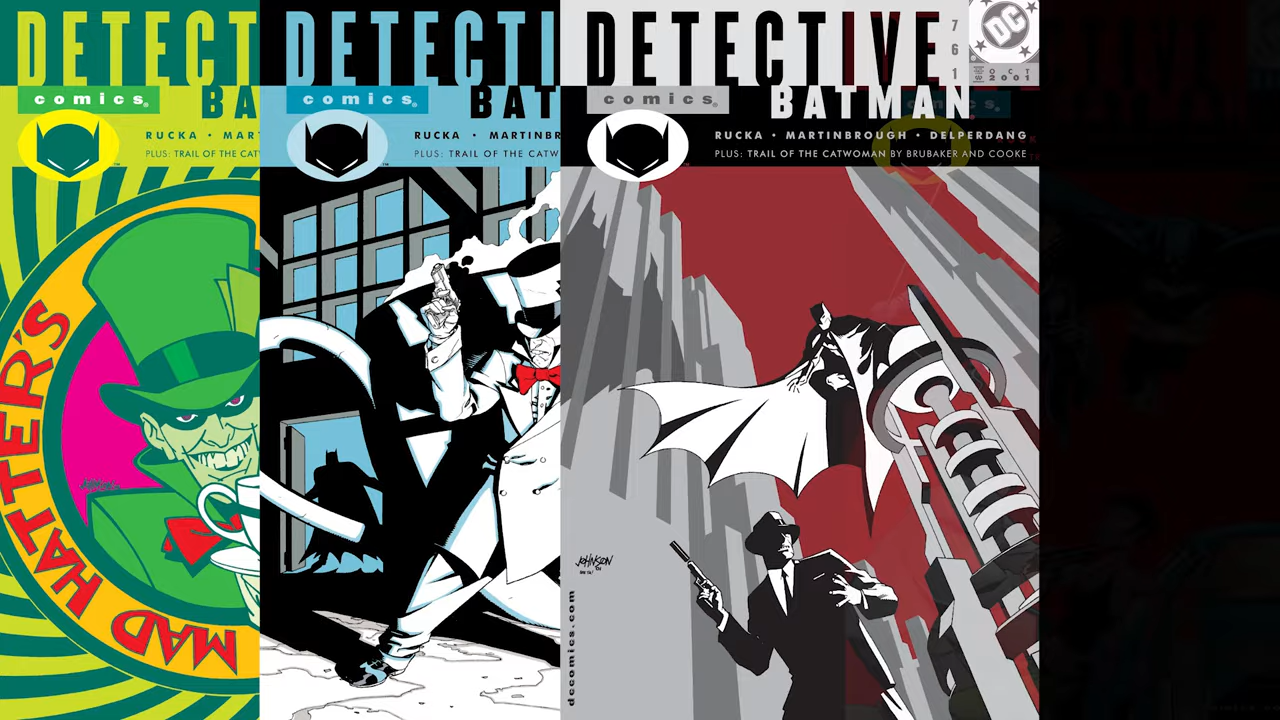 DETECT
comics®
BA
RUCKA • MAR
PLUS: TRAIL OF THE CAT
MAD HATTER'S
DETECTI
comics®
BAT
RUCKA • MARTINBR
PLUS: TRAIL OF THE CATW
DETECTIVE
761
DC
OCT
2001
comics®
BATMAN
RUCKA • MARTINBROUGH • DELPERDANG
PLUS: TRAIL OF THE CATWOMAN BY BRUBAKER AND COOKE
JOHNSON
dccomics.com